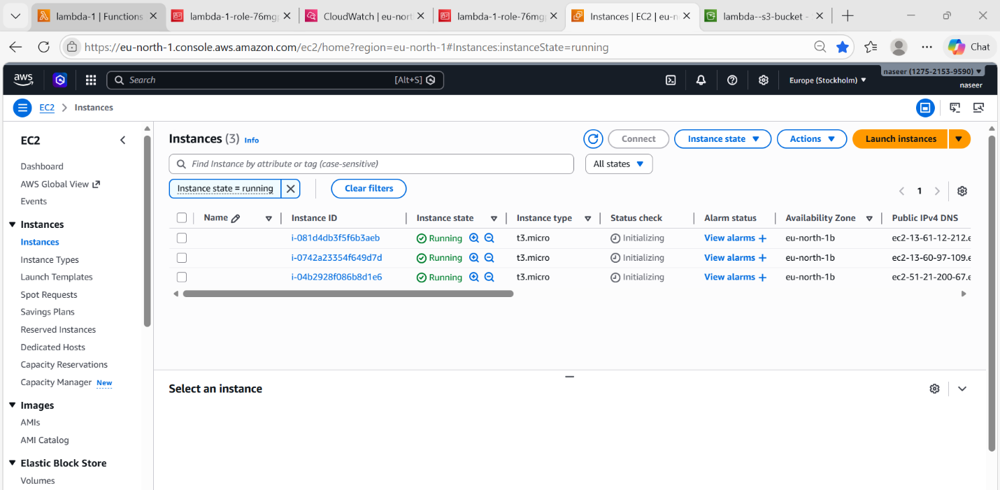 lambda-1 | Functions
lambda-1-role-76mgp
CloudWatch | eu-nort
lambda-1-role-76mgp
Instances | EC2 | eu-n
lambda--s3-bucket -
https://eu-north-1.console.aws.amazon.com/ec2/home?region=eu-north-1#Instances:instanceState=running
Chat
aws
Search
[Alt+S]
Europe (Stockholm)
naseer (1275-2153-9590)
naseer
EC2
Instances
EC2
Dashboard
AWS Global View
Events
Instances
Instances
Instance Types
Launch Templates
Spot Requests
Savings Plans
Reserved Instances
Dedicated Hosts
Capacity Reservations
Capacity Manager New
Images
AMIs
AMI Catalog
Elastic Block Store
Volumes
Instances (3) Info
Connect
Instance state
Actions
Launch instances
Find Instance by attribute or tag (case-sensitive)
All states
Instance state = running
Clear filters
1
Name Instance ID Instance state Instance type Status check Alarm status Availability Zone Public IPv4 DNS
i-081d4db3f5f6b3aeb Running t3.micro Initializing View alarms + eu-north-1b ec2-13-61-12-212.e
i-0742a23354f649d7d Running t3.micro Initializing View alarms + eu-north-1b ec2-13-60-97-109.e
i-04b2928f086b8d1e6 Running t3.micro Initializing View alarms + eu-north-1b ec2-51-21-200-67.e
Select an instance